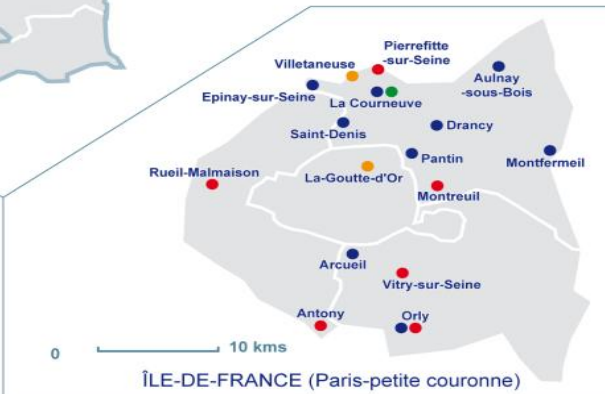 Pierrefitte
-sur-Seine
Villetaneuse
Aulnay
-sous-Bois
Epinay-sur-Seine
La Courneuve
Saint-Denis
Drancy
Pantin
Montfermeil
Rueil-Malmaison
La-Goutte-d'Or
Montreuil
Arcueil
Vitry-sur-Seine
Antony
Orly
0
10 kms
ÎLE-DE-FRANCE (Paris-petite couronne)